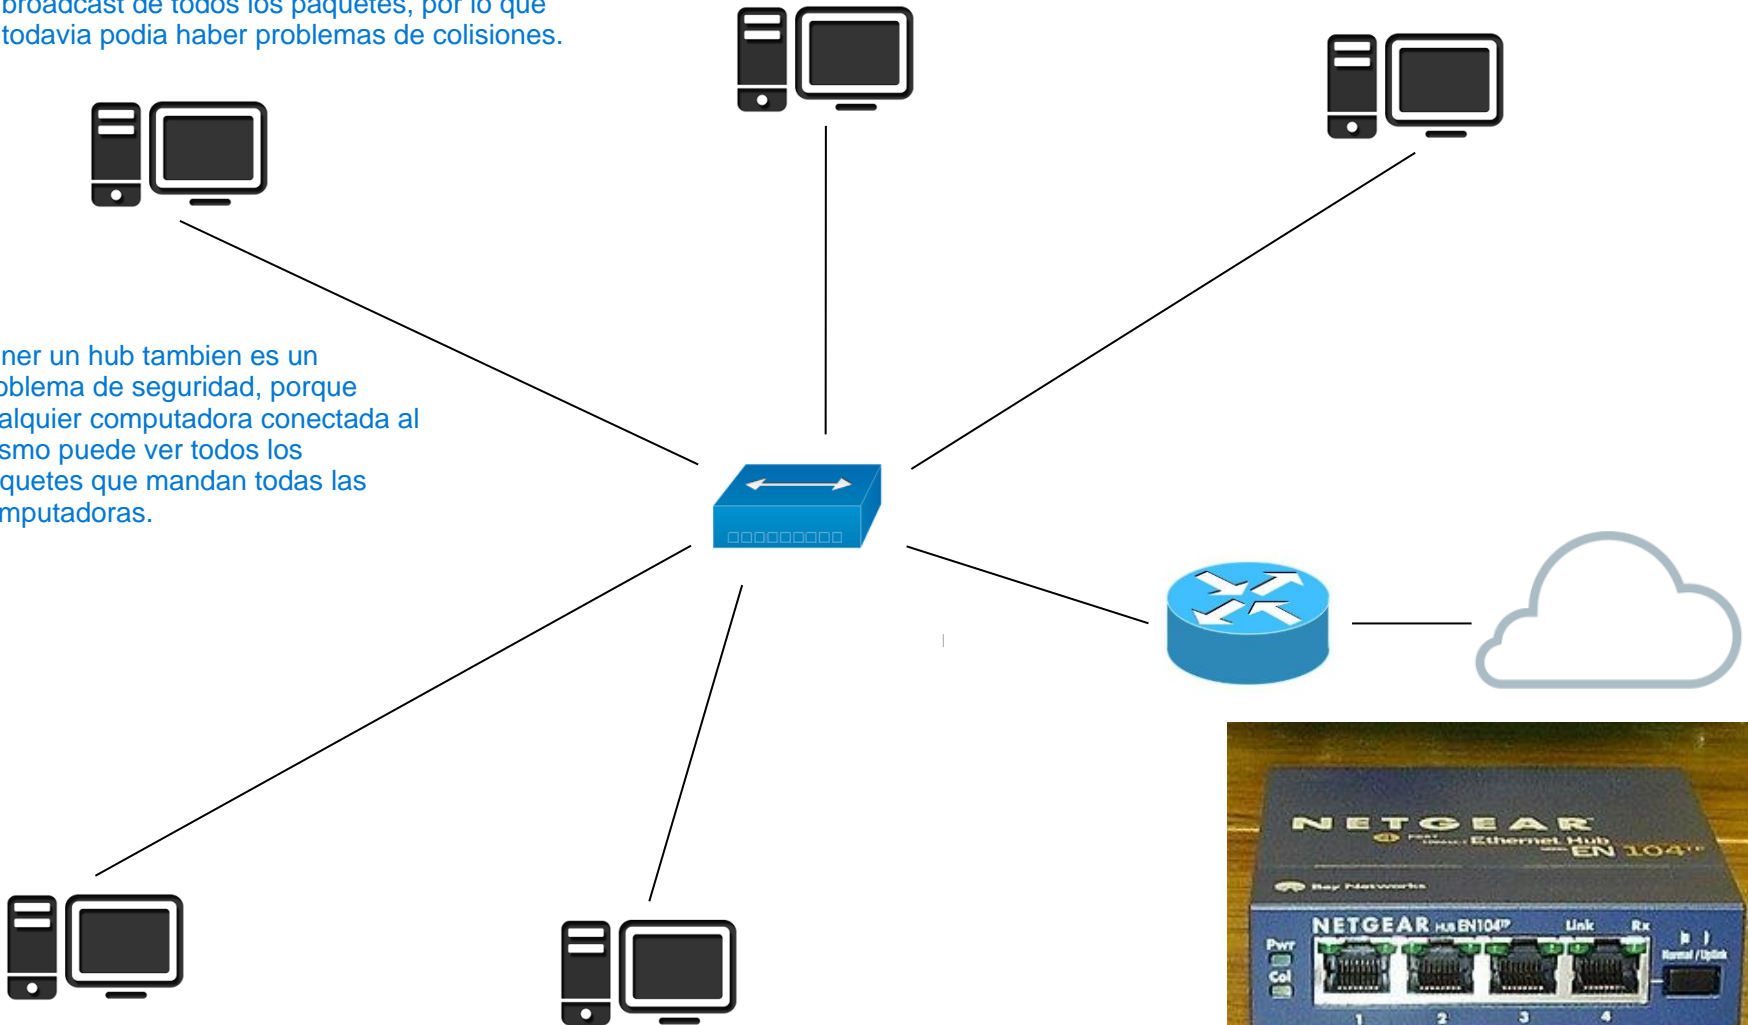 broadcast de todos los paquetes, por lo que
todavia podia haber problemas de colisiones.
ner un hub tambien es un
oblema de seguridad, porque
alquier computadora conectada al
smo puede ver todos los
quetes que mandan todas las
mputadoras.
NETGEAR
Ethernet Hub
EN 104TP
Bay Networks
NETGEAR HUB EN104TP Link Rx
Pwr
Normal / Uplink
Col
1 2 3 4